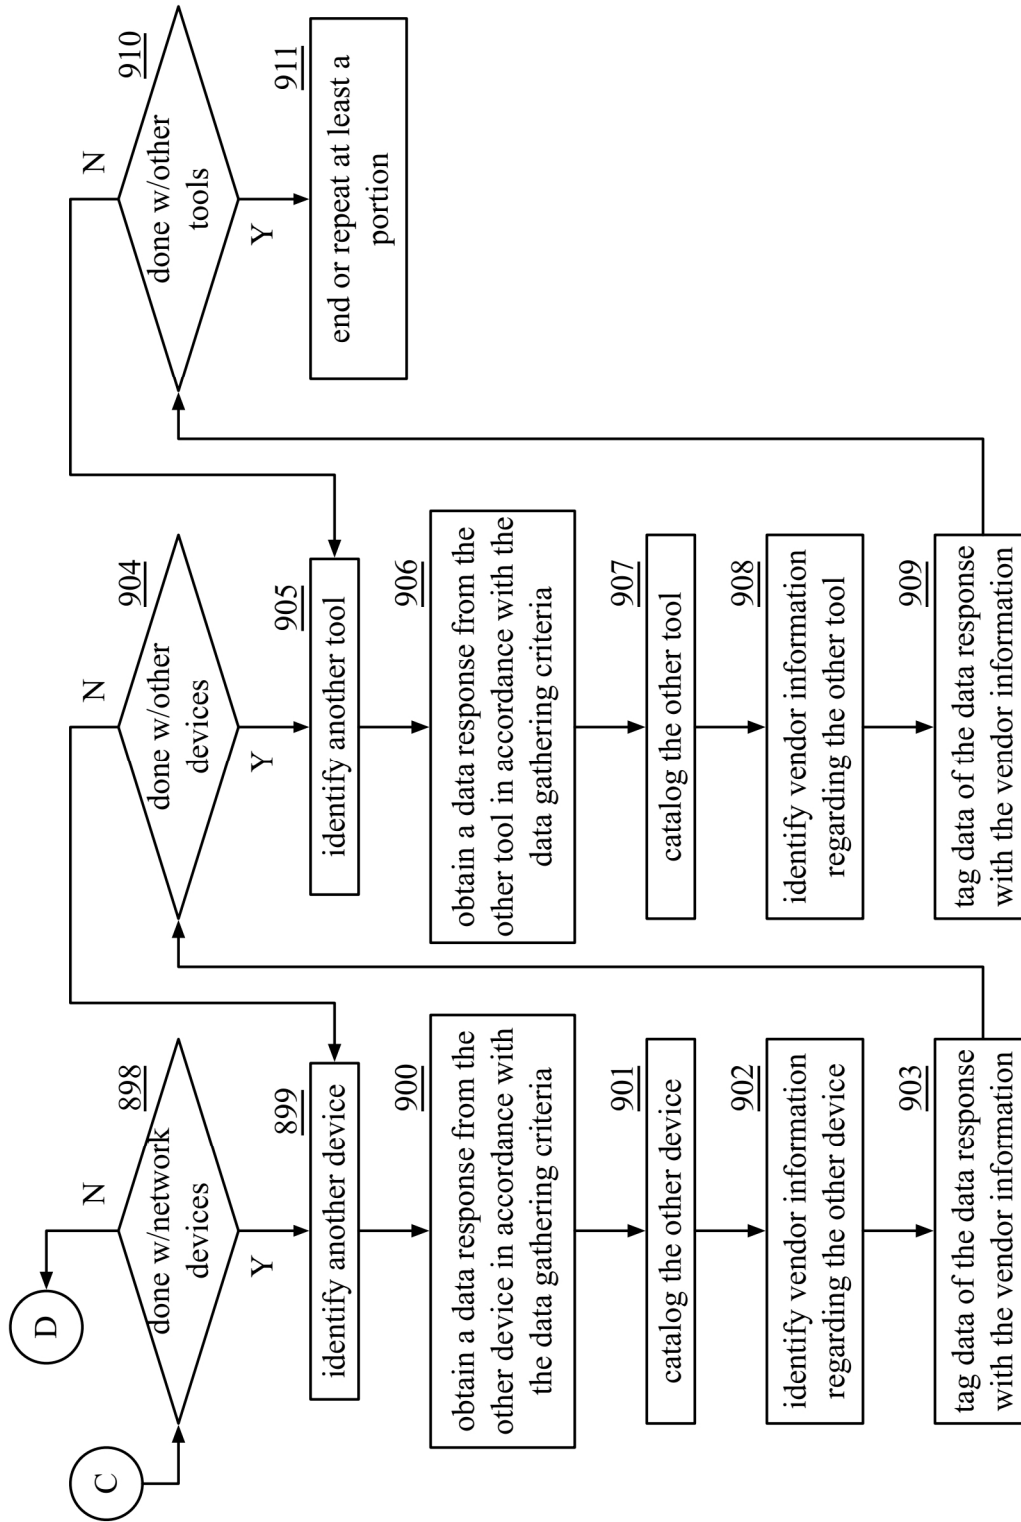 C
D
N
898
done w/network
devices
Y
899
identify another device
900
obtain a data response from the
other device in accordance with
the data gathering criteria
901
catalog the other device
902
identify vendor information
regarding the other device
903
tag data of the data response
with the vendor information
N
904
done w/other
devices
Y
905
identify another tool
906
obtain a data response from the
other tool in accordance with the
data gathering criteria
907
catalog the other tool
908
identify vendor information
regarding the other tool
909
tag data of the data response
with the vendor information
N
910
done w/other
tools
Y
911
end or repeat at least a
portion